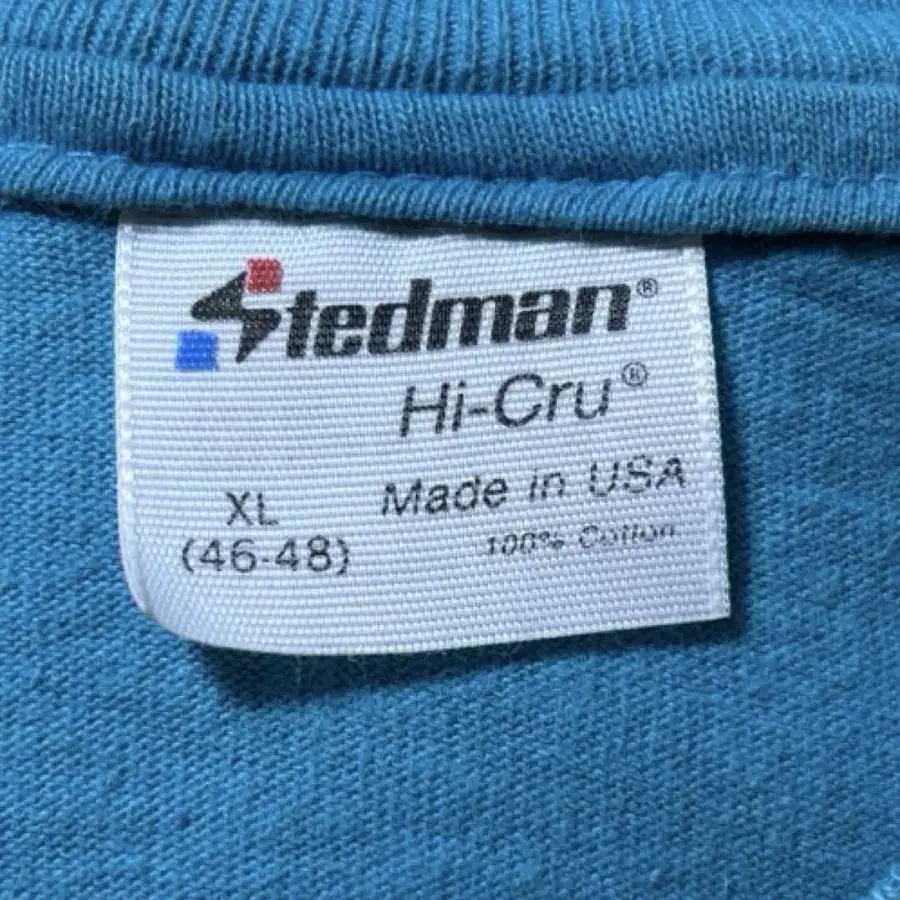 Stedman®
Hi-Cru®
Made in USA
100% Cotton
XL
(46-48)